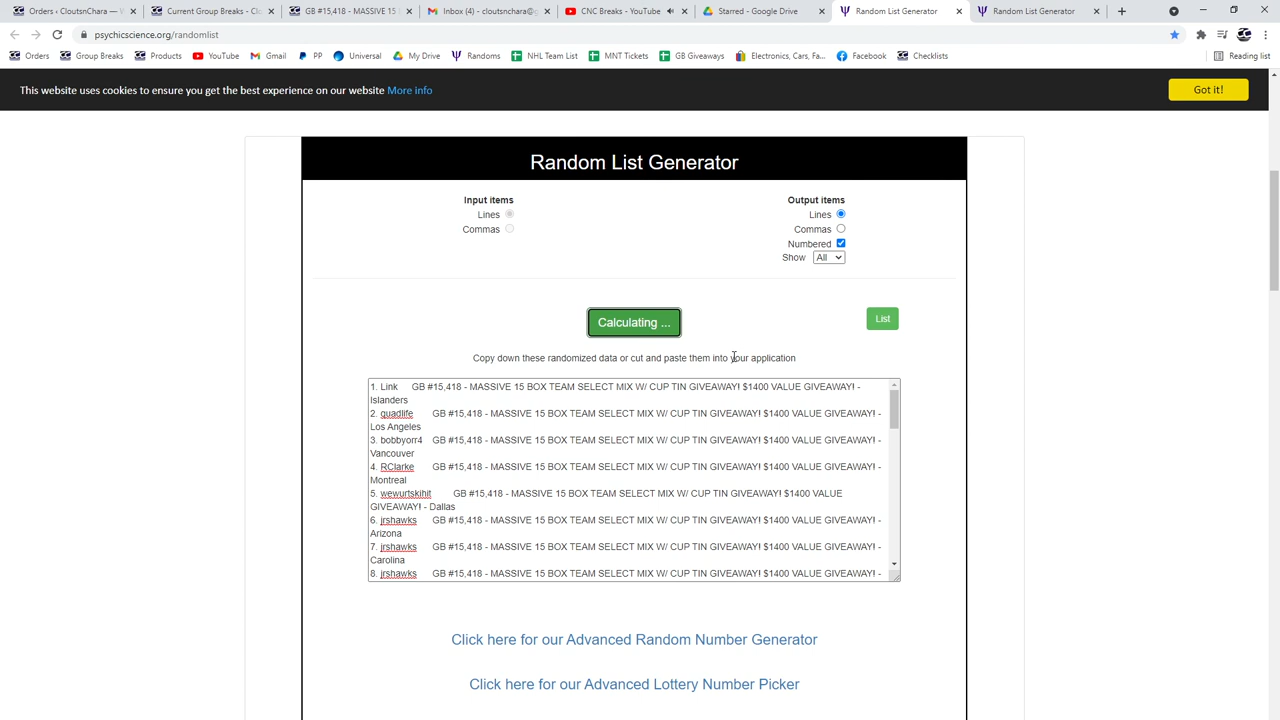 Orders ‹ CloutsnChara — W
Current Group Breaks – Clo
GB #15,418 - MASSIVE 15 B
Inbox (4) - cloutsnchara@g
CNC Breaks - YouTube
Starred - Google Drive
Random List Generator
Random List Generator
psychicscience.org/randomlist
Orders
Group Breaks
Products
YouTube
Gmail
PP
Universal
My Drive
Randoms
NHL Team List
MNT Tickets
GB Giveaways
Electronics, Cars, Fa...
Facebook
Checklists
Reading list
This website uses cookies to ensure you get the best experience on our website More info
Got it!
Random List Generator
Input items
Lines
Commas
Output items
Lines
Commas
Numbered
Show All
Calculating ...
List
Copy down these randomized data or cut and paste them into your application
1. Link GB #15,418 - MASSIVE 15 BOX TEAM SELECT MIX W/ CUP TIN GIVEAWAY! $1400 VALUE GIVEAWAY! -
Islanders
2. quadlife GB #15,418 - MASSIVE 15 BOX TEAM SELECT MIX W/ CUP TIN GIVEAWAY! $1400 VALUE GIVEAWAY! -
Los Angeles
3. bobbyorr4 GB #15,418 - MASSIVE 15 BOX TEAM SELECT MIX W/ CUP TIN GIVEAWAY! $1400 VALUE GIVEAWAY! -
Vancouver
4. RClarke GB #15,418 - MASSIVE 15 BOX TEAM SELECT MIX W/ CUP TIN GIVEAWAY! $1400 VALUE GIVEAWAY! -
Montreal
5. wewurtskihit GB #15,418 - MASSIVE 15 BOX TEAM SELECT MIX W/ CUP TIN GIVEAWAY! $1400 VALUE
GIVEAWAY! - Dallas
6. jrshawks GB #15,418 - MASSIVE 15 BOX TEAM SELECT MIX W/ CUP TIN GIVEAWAY! $1400 VALUE GIVEAWAY! -
Arizona
7. jrshawks GB #15,418 - MASSIVE 15 BOX TEAM SELECT MIX W/ CUP TIN GIVEAWAY! $1400 VALUE GIVEAWAY! -
Carolina
8. jrshawks GB #15,418 - MASSIVE 15 BOX TEAM SELECT MIX W/ CUP TIN GIVEAWAY! $1400 VALUE GIVEAWAY! -
Click here for our Advanced Random Number Generator
Click here for our Advanced Lottery Number Picker